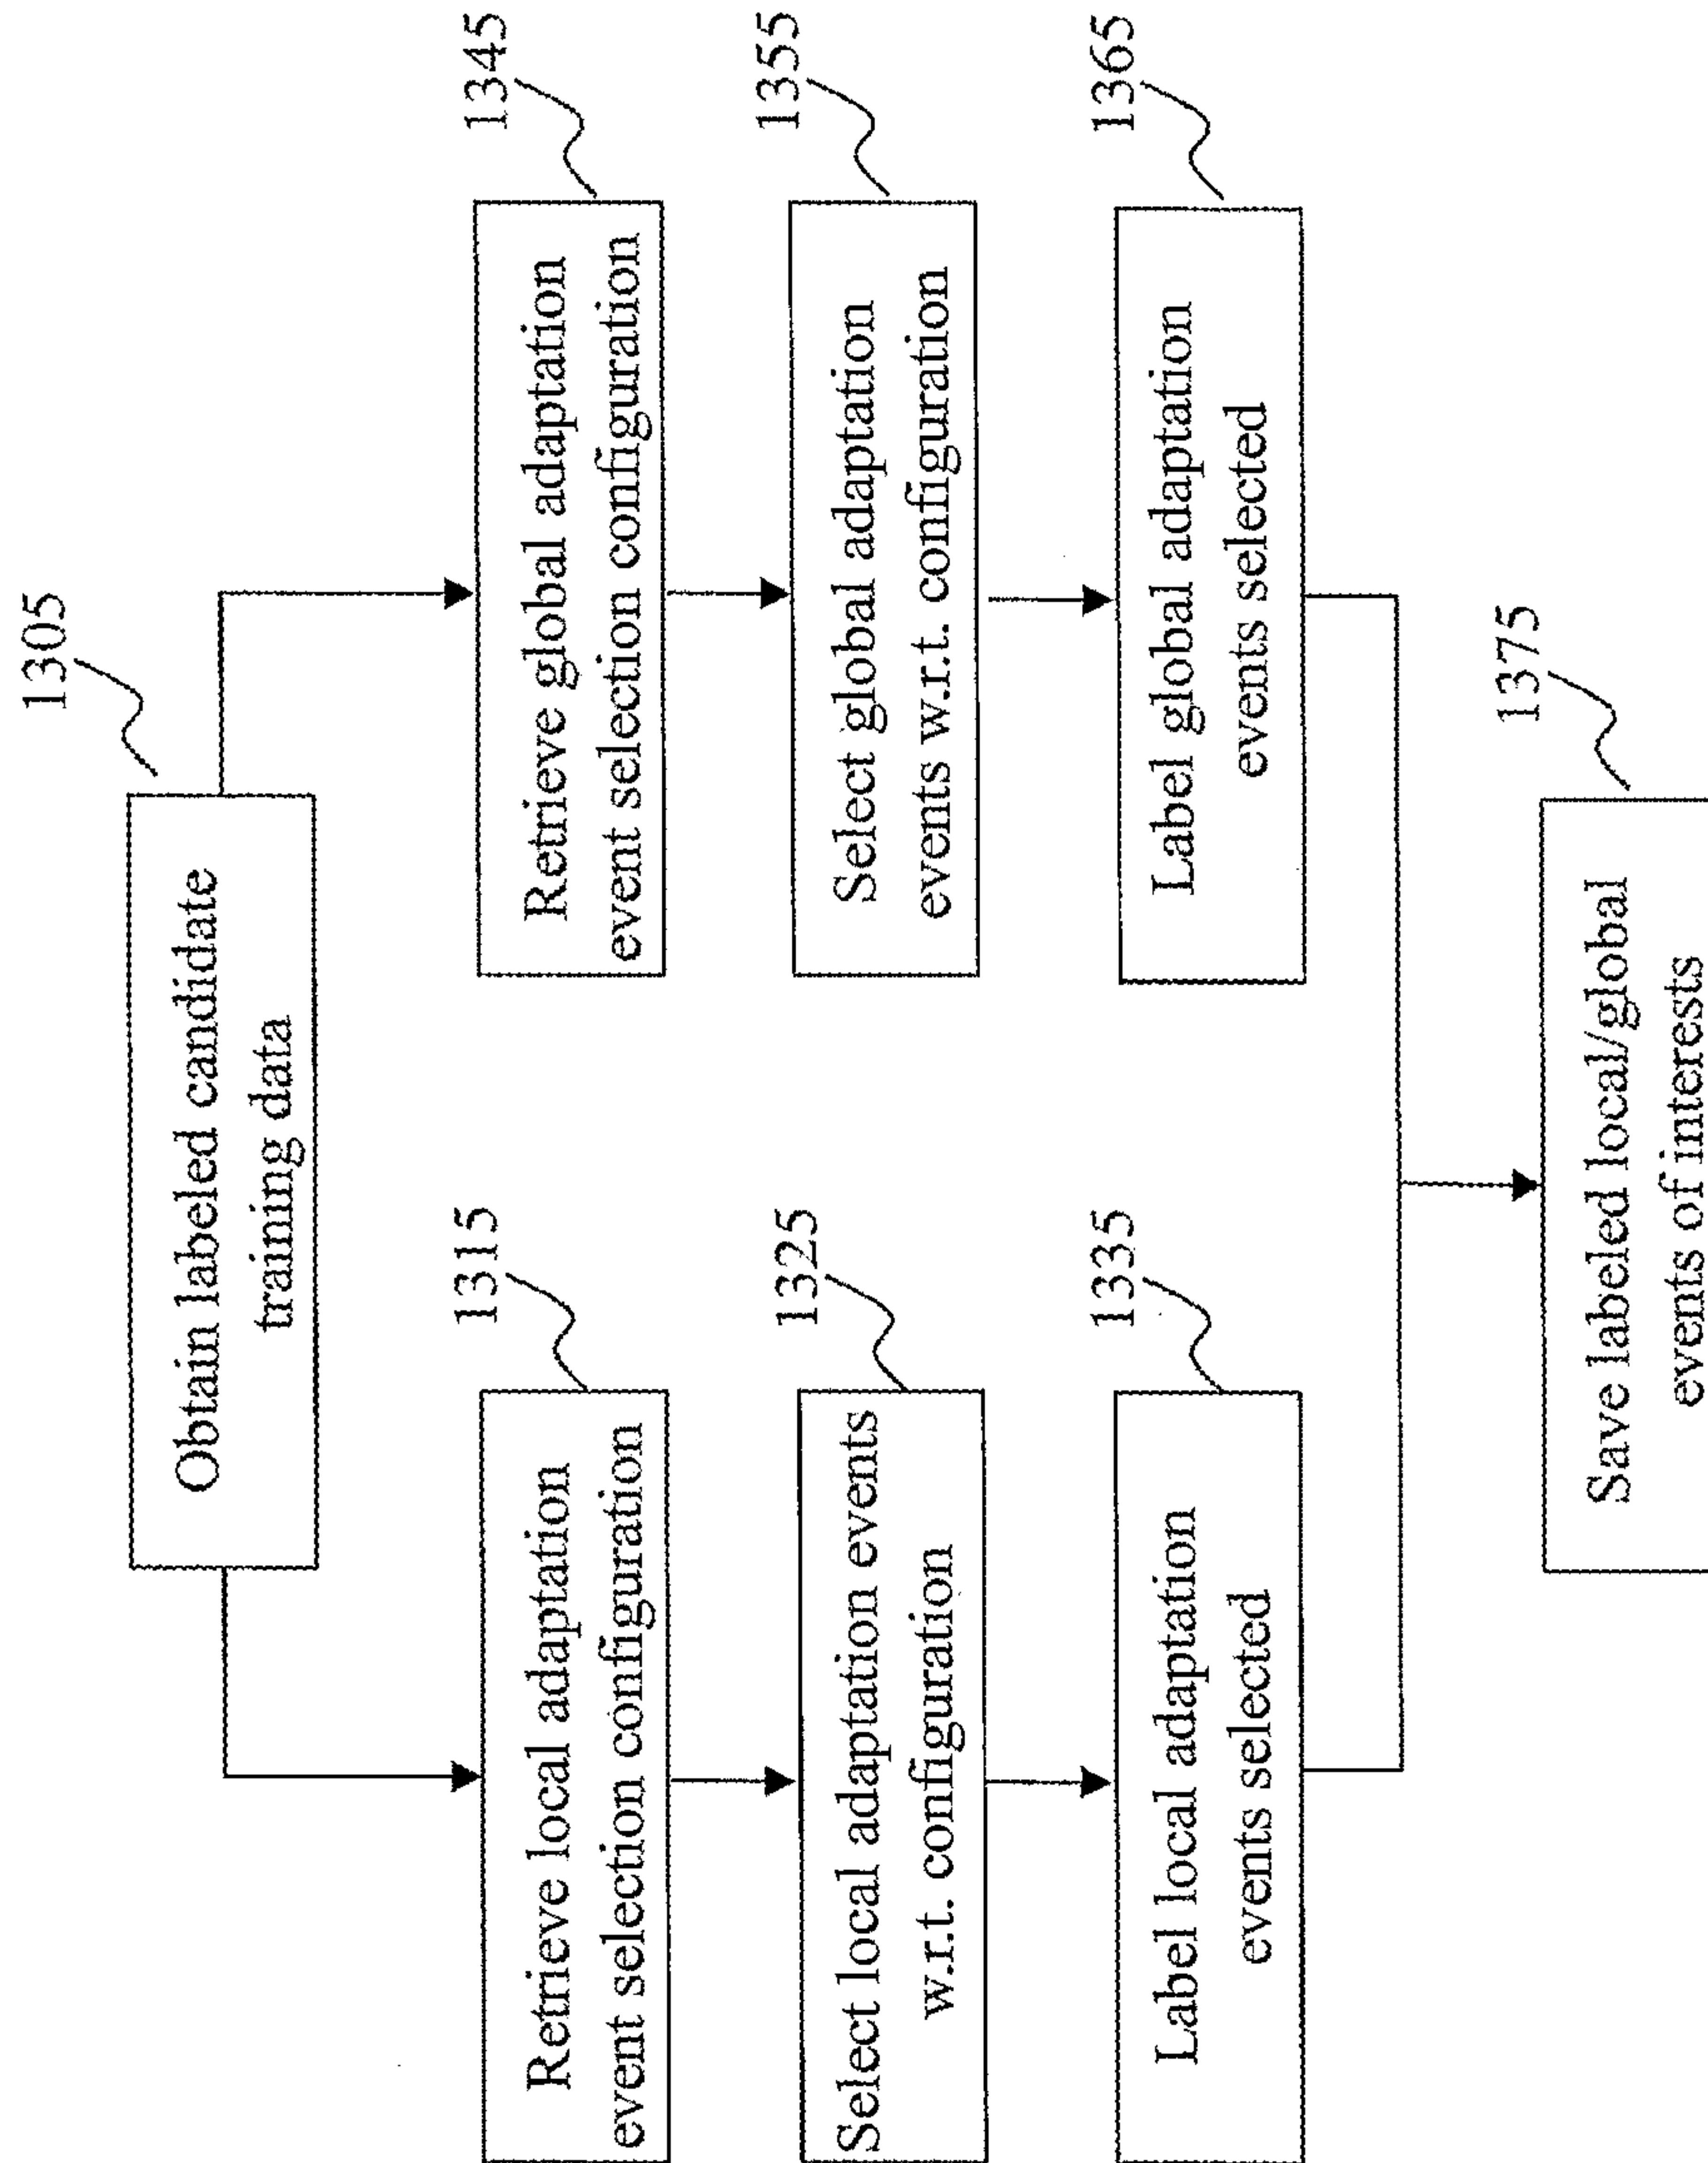 1305
Obtain labeled candidate
training data
1315
Retrieve local adaptation
event selection configuration
1345
Retrieve global adaptation
event selection configuration
1325
Select local adaptation events
w.r.t. configuration
1355
Select global adaptation
events w.r.t. configuration
1335
Label local adaptation
events selected
1365
Label global adaptation
events selected
1375
Save labeled local/global
events of interests